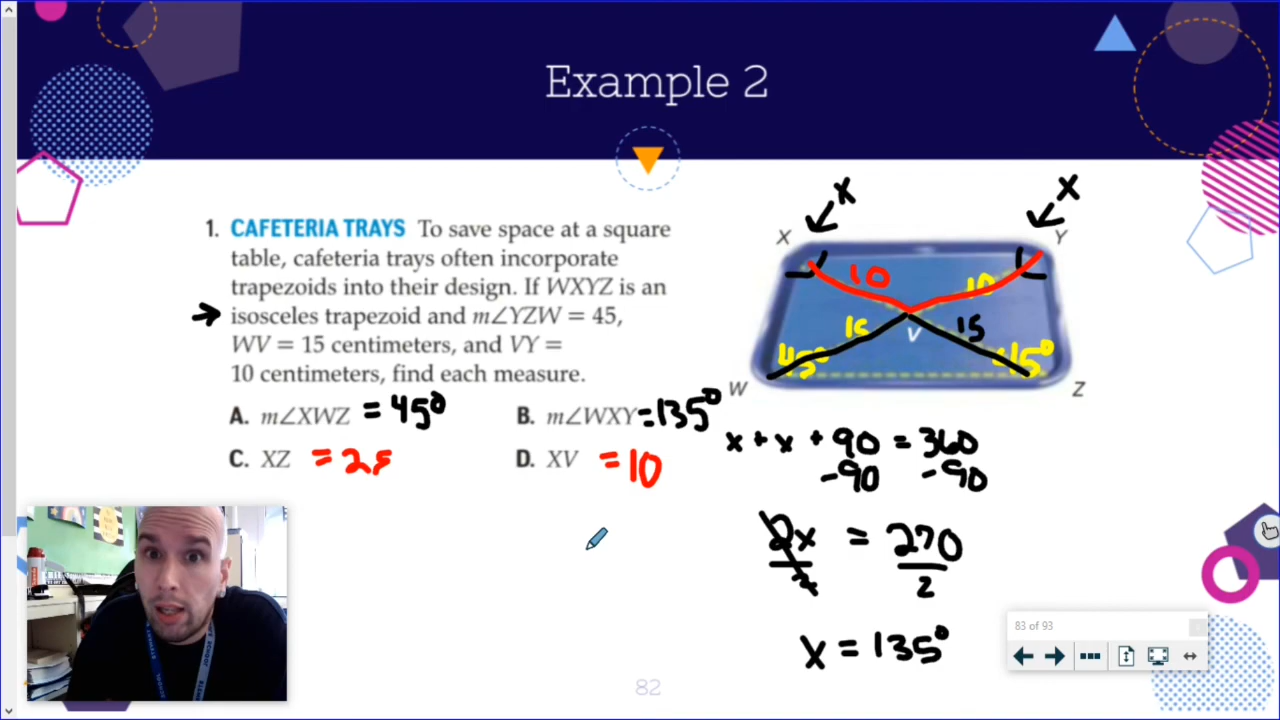 Example 2
1. CAFETERIA TRAYS To save space at a square
table, cafeteria trays often incorporate
trapezoids into their design. If WXYZ is an
isosceles trapezoid and m∠YZW = 45,
WV = 15 centimeters, and VY =
10 centimeters, find each measure.
A. m∠XWZ = 45°
B. m∠WXY = 135°
C. XZ = 25
D. XV = 10
X
X
X
Y
10
10
15
15
V
45°
45°
W
Z
x + x + 90 = 360
-90 -90
2x = 270
2 2
x = 135°
83 of 93
82